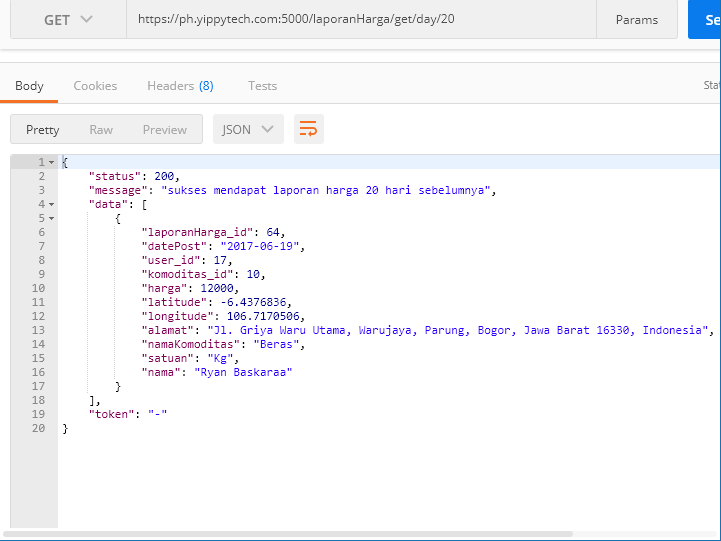 GET https://ph.yippytech.com:5000/laporanHarga/get/day/20 Params Se
Body Cookies Headers (8) Tests Stat
Pretty Raw Preview JSON
1 {
2 "status": 200,
3 "message": "sukses mendapat laporan harga 20 hari sebelumnya",
4 "data": [
5 {
6 "laporanHarga_id": 64,
7 "datePost": "2017-06-19",
8 "user_id": 17,
9 "komoditas_id": 10,
10 "harga": 12000,
11 "latitude": -6.4376836,
12 "longitude": 106.7170506,
13 "alamat": "Jl. Griya Waru Utama, Warujaya, Parung, Bogor, Jawa Barat 16330, Indonesia",
14 "namaKomoditas": "Beras",
15 "satuan": "Kg",
16 "nama": "Ryan Baskaraa"
17 }
18 ],
19 "token": "-"
20 }